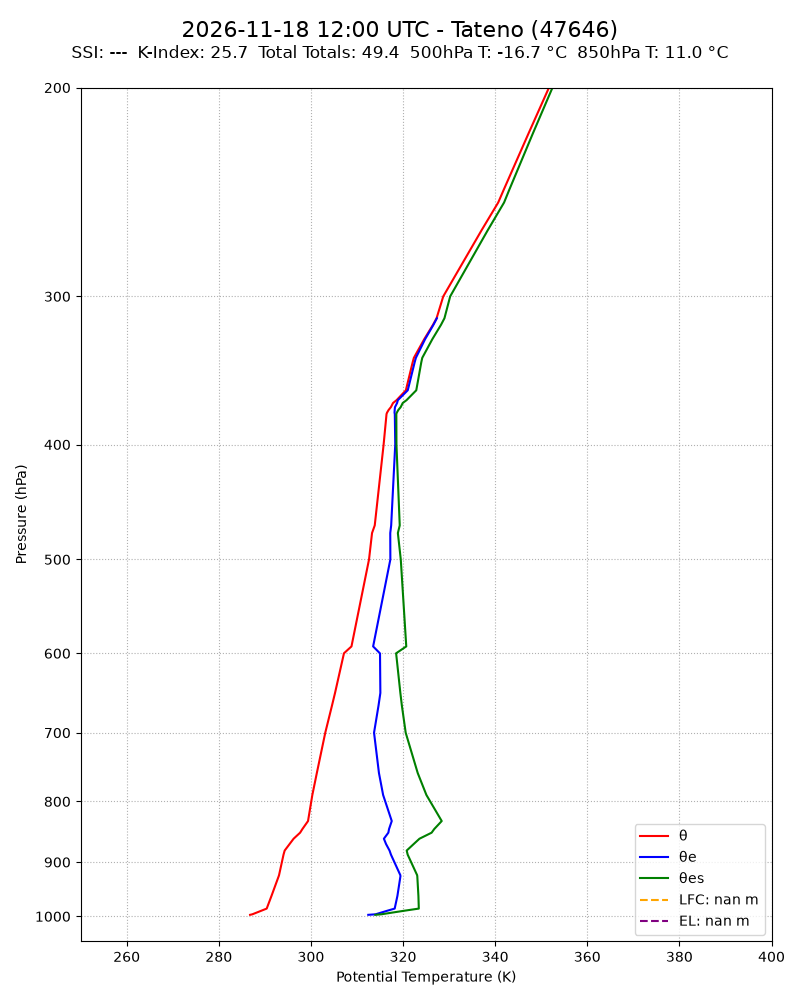 2026-11-18 12:00 UTC - Tateno (47646)
SSI: ---  K-Index: 25.7  Total Totals: 49.4  500hPa T: -16.7 °C  850hPa T: 11.0 °C
200
300
400
500
600
700
800
900
1000
Pressure (hPa)
θ
θe
θes
LFC: nan m
EL: nan m
260
280
300
320
340
360
380
400
Potential Temperature (K)